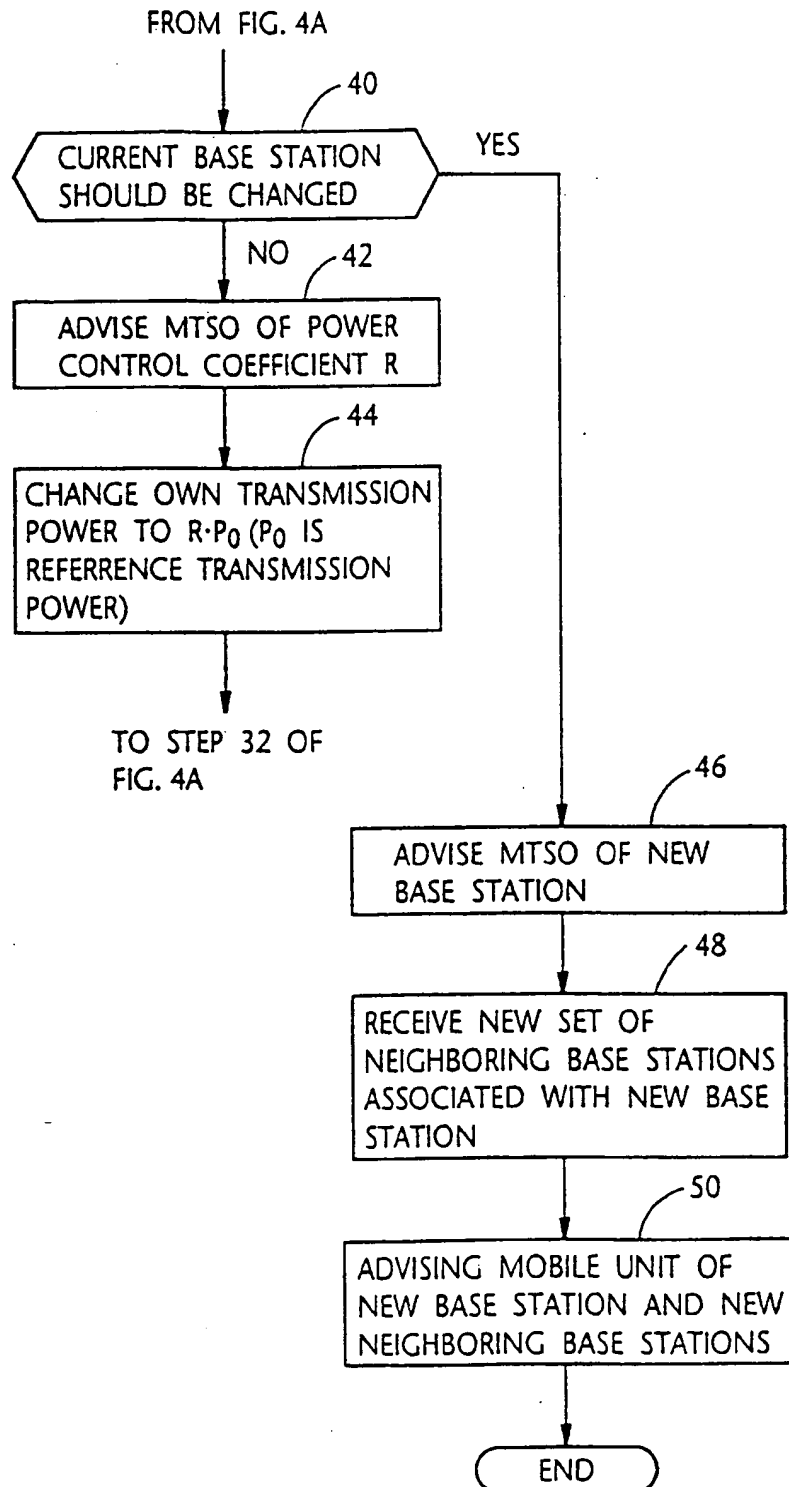 FROM FIG. 4A
40
CURRENT BASE STATION
SHOULD BE CHANGED
YES
NO
42
ADVISE MTSO OF POWER
CONTROL COEFFICIENT R
44
CHANGE OWN TRANSMISSION
POWER TO R·P0 (P0 IS
REFERRENCE TRANSMISSION
POWER)
TO STEP 32 OF
FIG. 4A
46
ADVISE MTSO OF NEW
BASE STATION
48
RECEIVE NEW SET OF
NEIGHBORING BASE STATIONS
ASSOCIATED WITH NEW BASE
STATION
50
ADVISING MOBILE UNIT OF
NEW BASE STATION AND NEW
NEIGHBORING BASE STATIONS
END